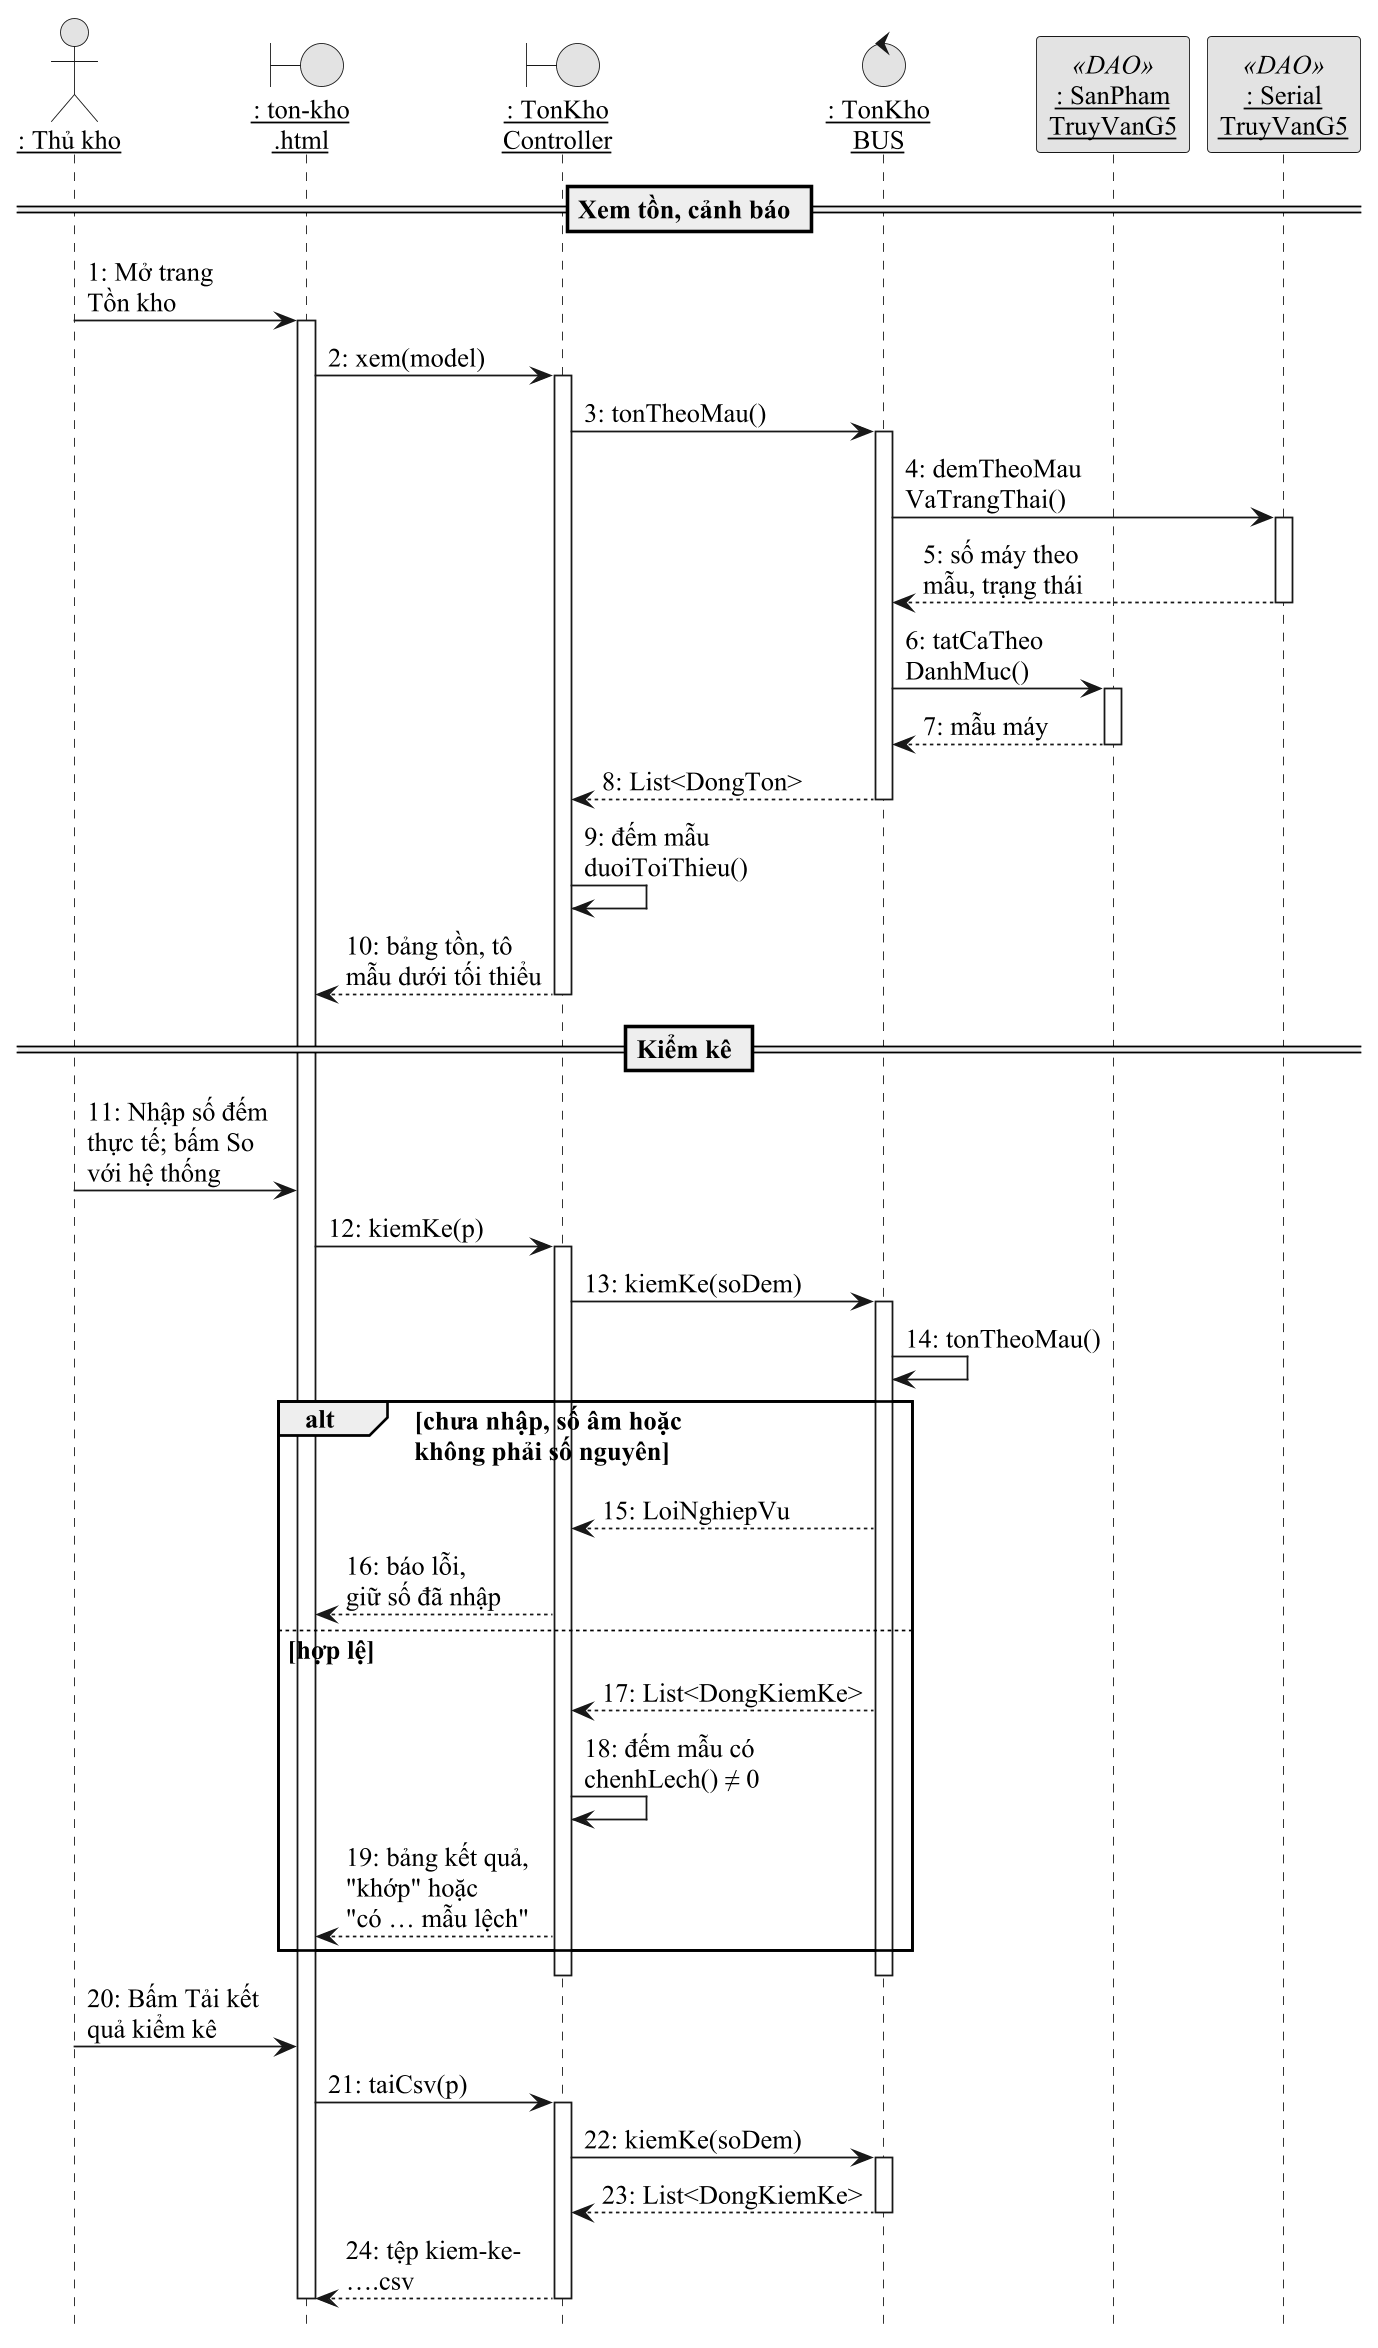 : Thủ kho
: ton-kho
.html
: TonKho
Controller
: TonKho
BUS
«DAO»
: SanPham
TruyVanG5
«DAO»
: Serial
TruyVanG5
Xem tồn, cảnh báo
1: Mở trang
Tồn kho
2: xem(model)
3: tonTheoMau()
4: demTheoMau
VaTrangThai()
5: số máy theo
mẫu, trạng thái
6: tatCaTheo
DanhMuc()
7: mẫu máy
8: List<DongTon>
9: đếm mẫu
duoiToiThieu()
10: bảng tồn, tô
mẫu dưới tối thiểu
Kiểm kê
11: Nhập số đếm
thực tế; bấm So
với hệ thống
12: kiemKe(p)
13: kiemKe(soDem)
14: tonTheoMau()
alt
[chưa nhập, số âm hoặc
không phải số nguyên]
15: LoiNghiepVu
16: báo lỗi,
giữ số đã nhập
[hợp lệ]
17: List<DongKiemKe>
18: đếm mẫu có
chenhLech() ≠ 0
19: bảng kết quả,
"khớp" hoặc
"có … mẫu lệch"
20: Bấm Tải kết
quả kiểm kê
21: taiCsv(p)
22: kiemKe(soDem)
23: List<DongKiemKe>
24: tệp kiem-ke-
….csv